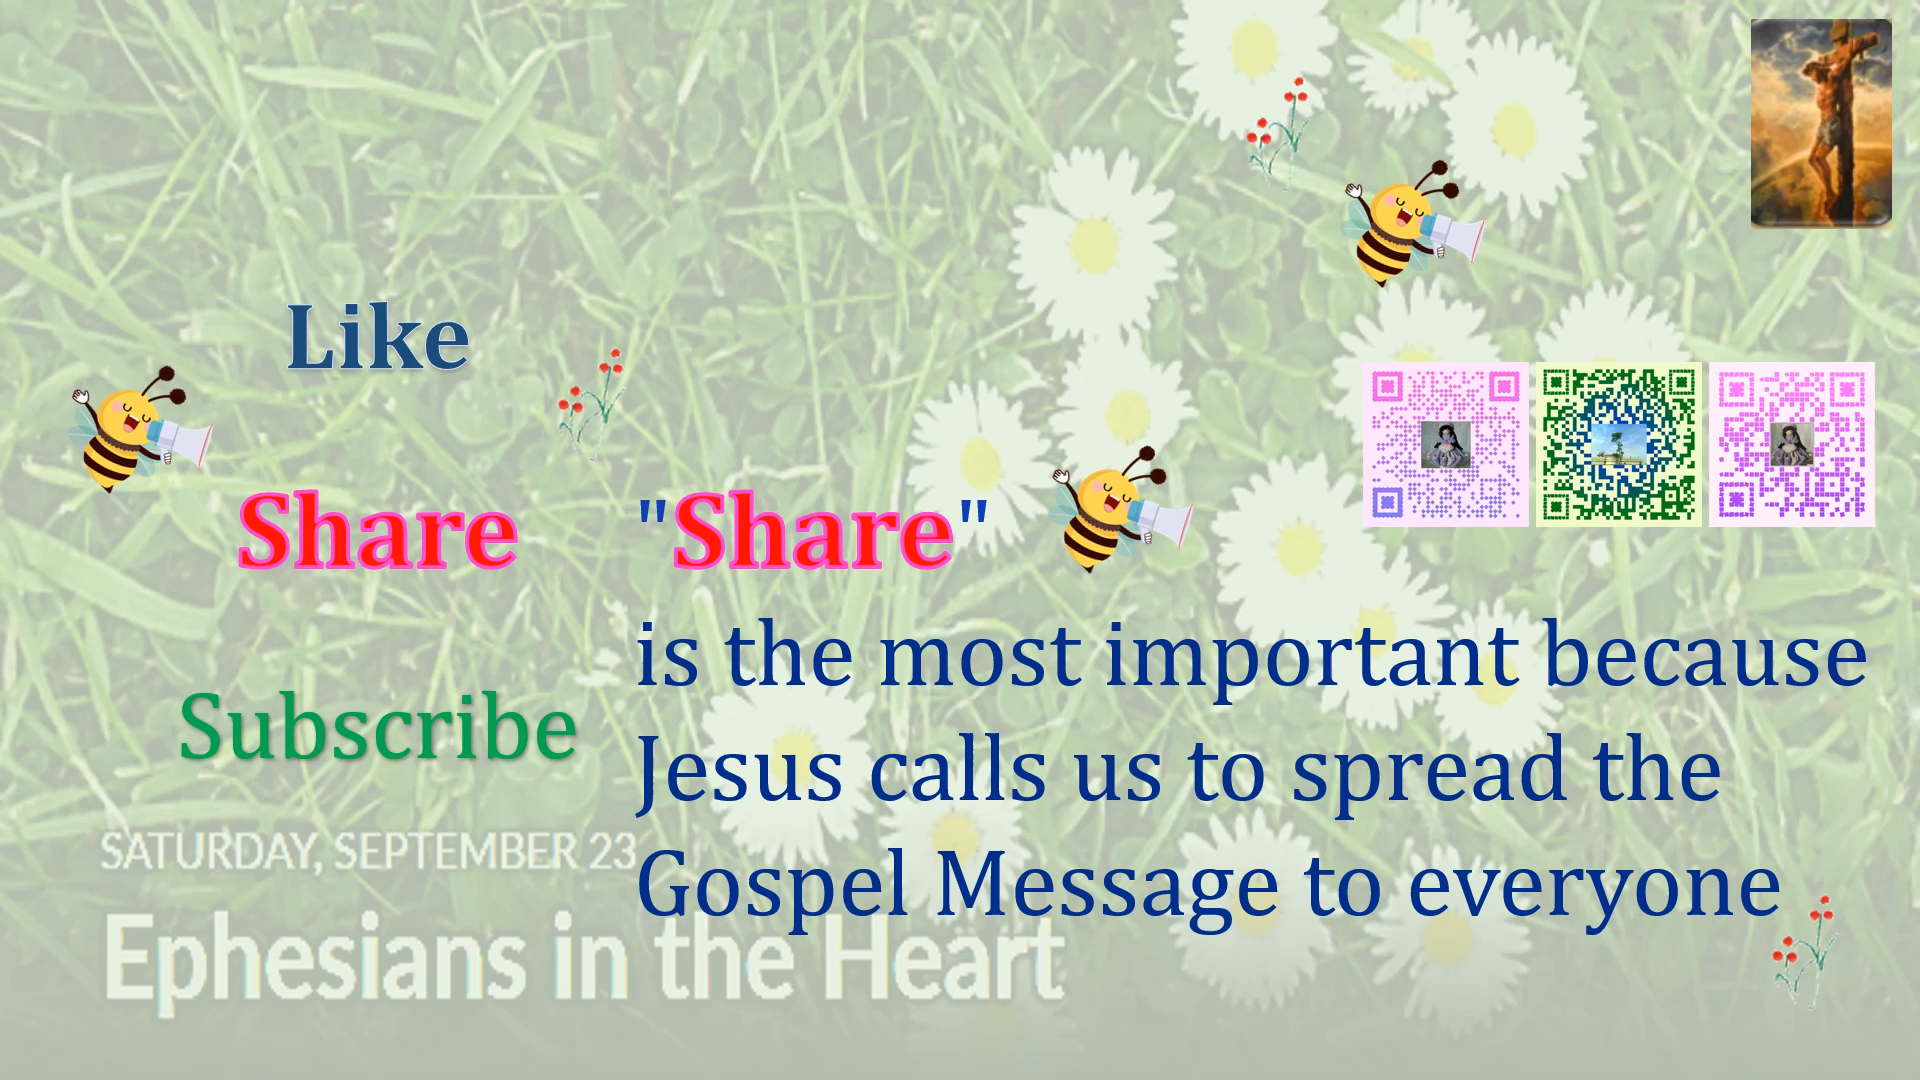 Like
Share
Subscribe
"Share"
is the most important because
Jesus calls us to spread the
Gospel Message to everyone
SATURDAY, SEPTEMBER 23
Ephesians in the Heart